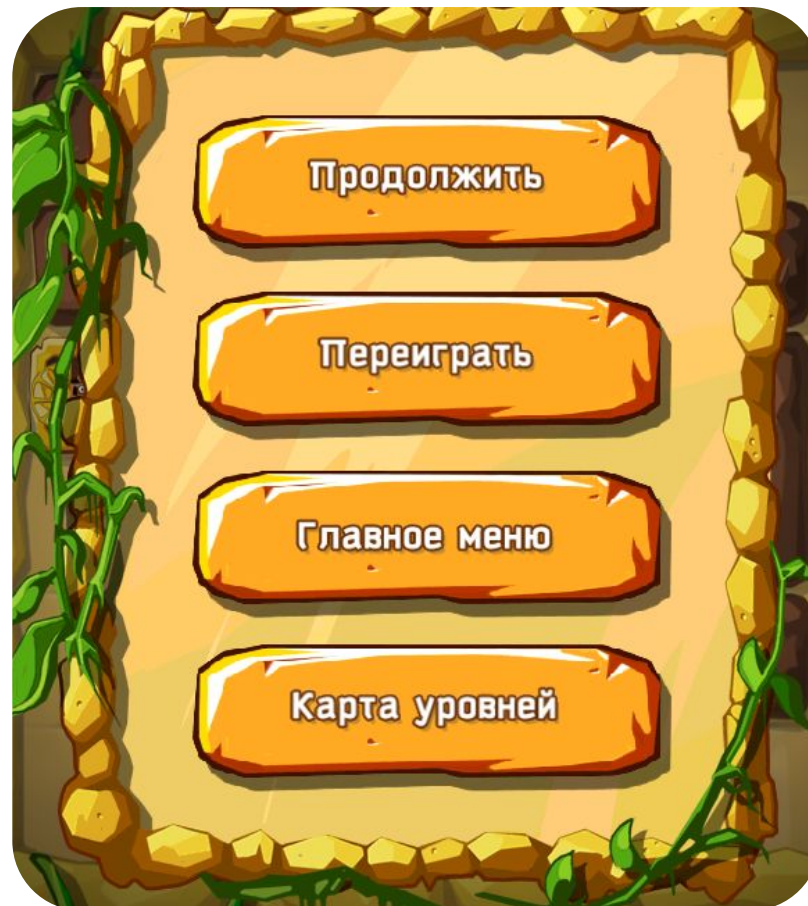 Продолжить
Переиграть
Главное меню
Карта уровней